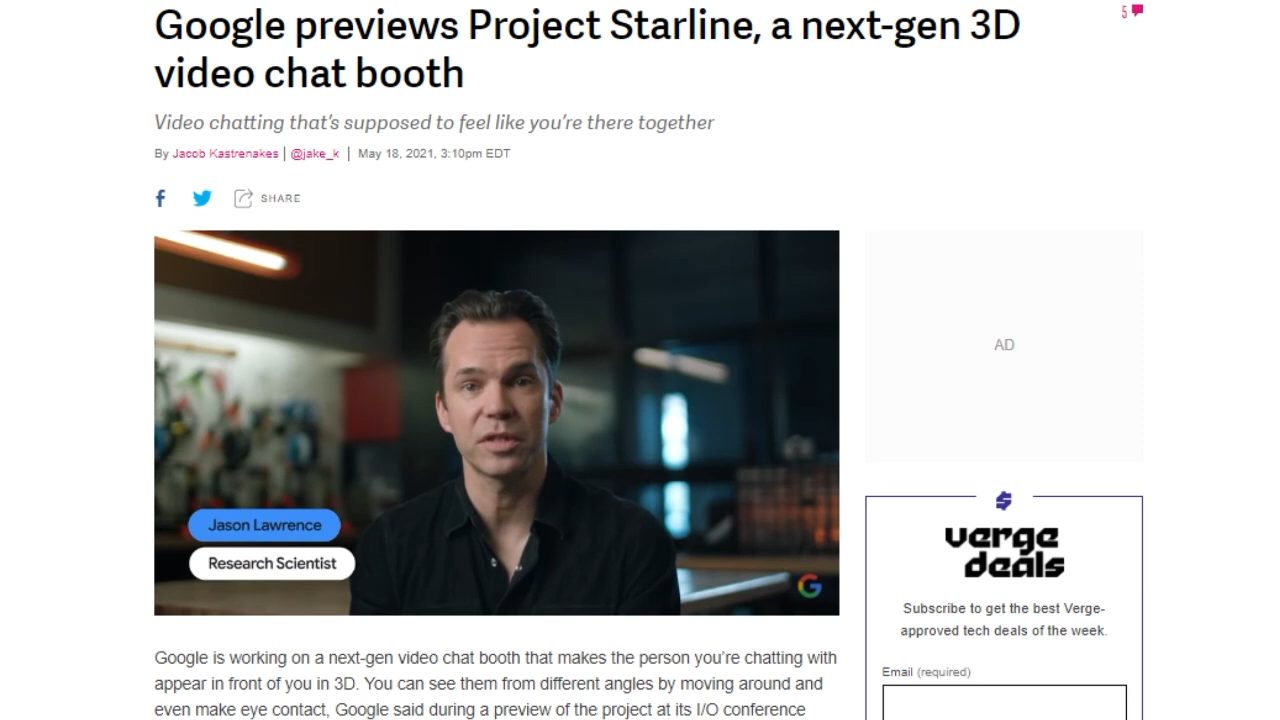 Google previews Project Starline, a next-gen 3D
video chat booth
5
Video chatting that's supposed to feel like you're there together
By Jacob Kastrenakes | @jake_k | May 18, 2021, 3:10pm EDT
SHARE
Jason Lawrence
Research Scientist
AD
verge
deals
Subscribe to get the best Verge-
approved tech deals of the week.
Email (required)
Google is working on a next-gen video chat booth that makes the person you're chatting with
appear in front of you in 3D. You can see them from different angles by moving around and
even make eye contact, Google said during a preview of the project at its I/O conference